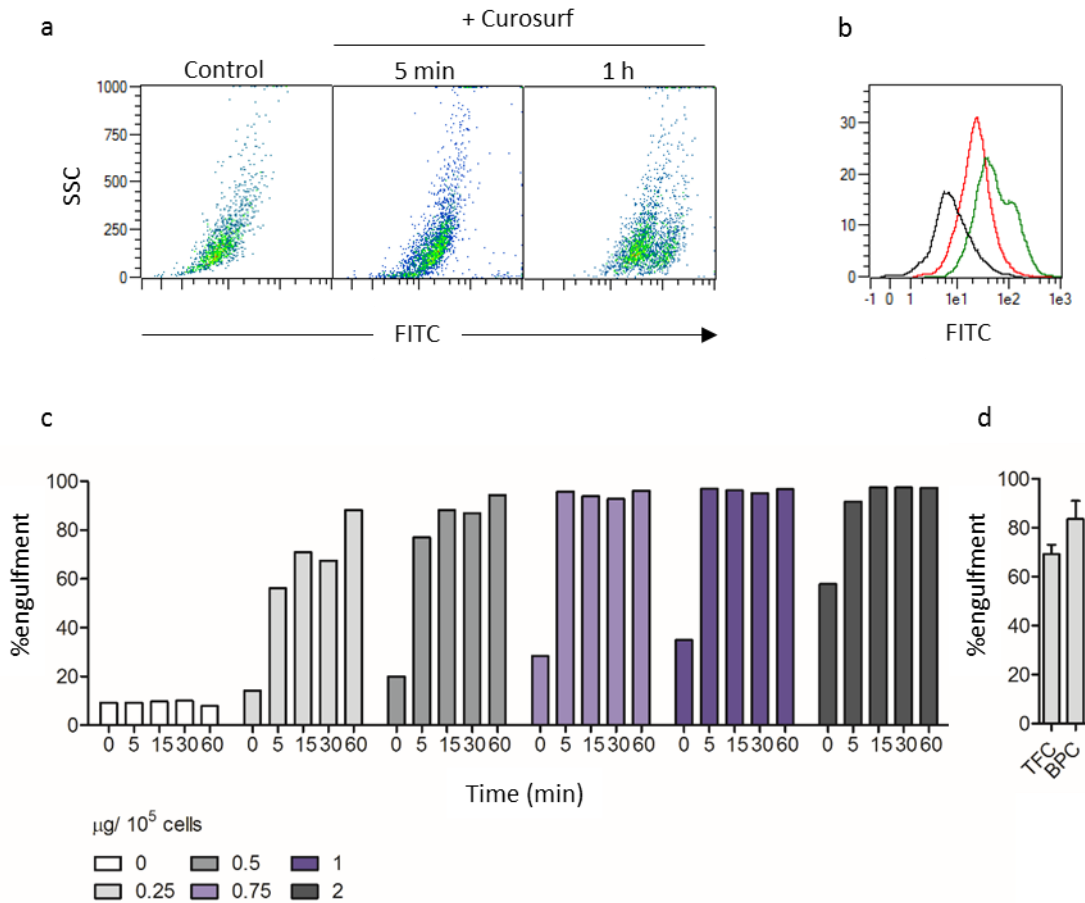 a
+ Curosurf
b
Control 5 min 1 h
1000
750
500
250
0
SSC
FITC
30
20
10
0
-1 0 1 1e1 1e2 1e3
FITC
c
d
100
80
60
40
20
0
%engulfment
0 5 15 30 60 0 5 15 30 60 0 5 15 30 60 0 5 15 30 60 0 5 15 30 60 0 5 15 30 60
Time (min)
100
80
60
40
20
0
%engulfment
TFC BPC
μg/ 10⁵ cells
0 0.5 1
0.25 0.75 2